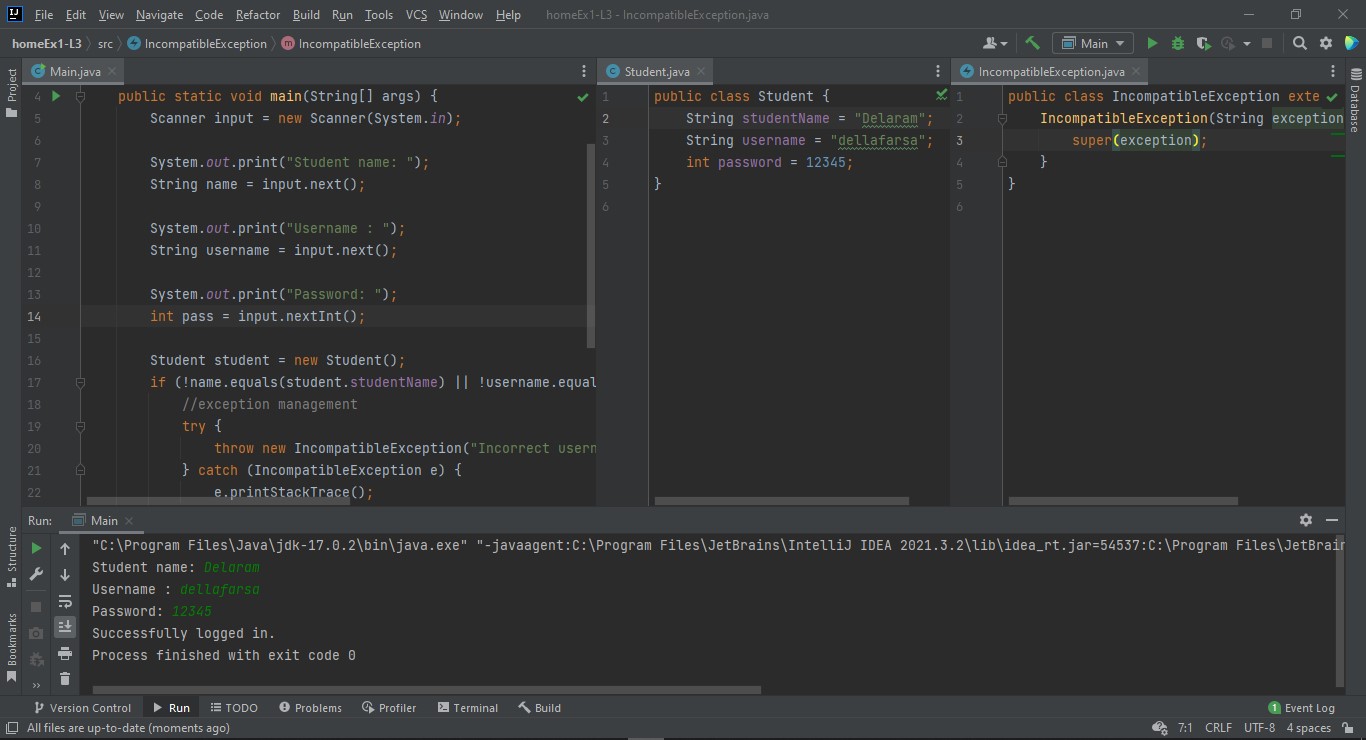 File Edit View Navigate Code Refactor Build Run Tools VCS Window Help homeEx1-L3 - IncompatibleException.java
homeEx1-L3 src IncompatibleException IncompatibleException Main
Project
Structure
Bookmarks
Main.java
4 public static void main(String[] args) {
5 Scanner input = new Scanner(System.in);
6
7 System.out.print("Student name: ");
8 String name = input.next();
9
10 System.out.print("Username : ");
11 String username = input.next();
12
13 System.out.print("Password: ");
14 int pass = input.nextInt();
15
16 Student student = new Student();
17 if (!name.equals(student.studentName) || !username.equal
18 //exception management
19 try {
20 throw new IncompatibleException("Incorrect usern
21 } catch (IncompatibleException e) {
22 e.printStackTrace();
Student.java
1 public class Student {
2 String studentName = "Delaram";
3 String username = "dellafarsa";
4 int password = 12345;
5 }
6
IncompatibleException.java
1 public class IncompatibleException exte
2 IncompatibleException(String exception
3 super(exception);
4 }
5 }
6
Database
Run: Main
"C:\Program Files\Java\jdk-17.0.2\bin\java.exe" "-javaagent:C:\Program Files\JetBrains\IntelliJ IDEA 2021.3.2\lib\idea_rt.jar=54537:C:\Program Files\JetBrain
Student name: Delaram
Username : dellafarsa
Password: 12345
Successfully logged in.
Process finished with exit code 0
Version Control Run TODO Problems Profiler Terminal Build 1 Event Log
All files are up-to-date (moments ago) 7:1 CRLF UTF-8 4 spaces